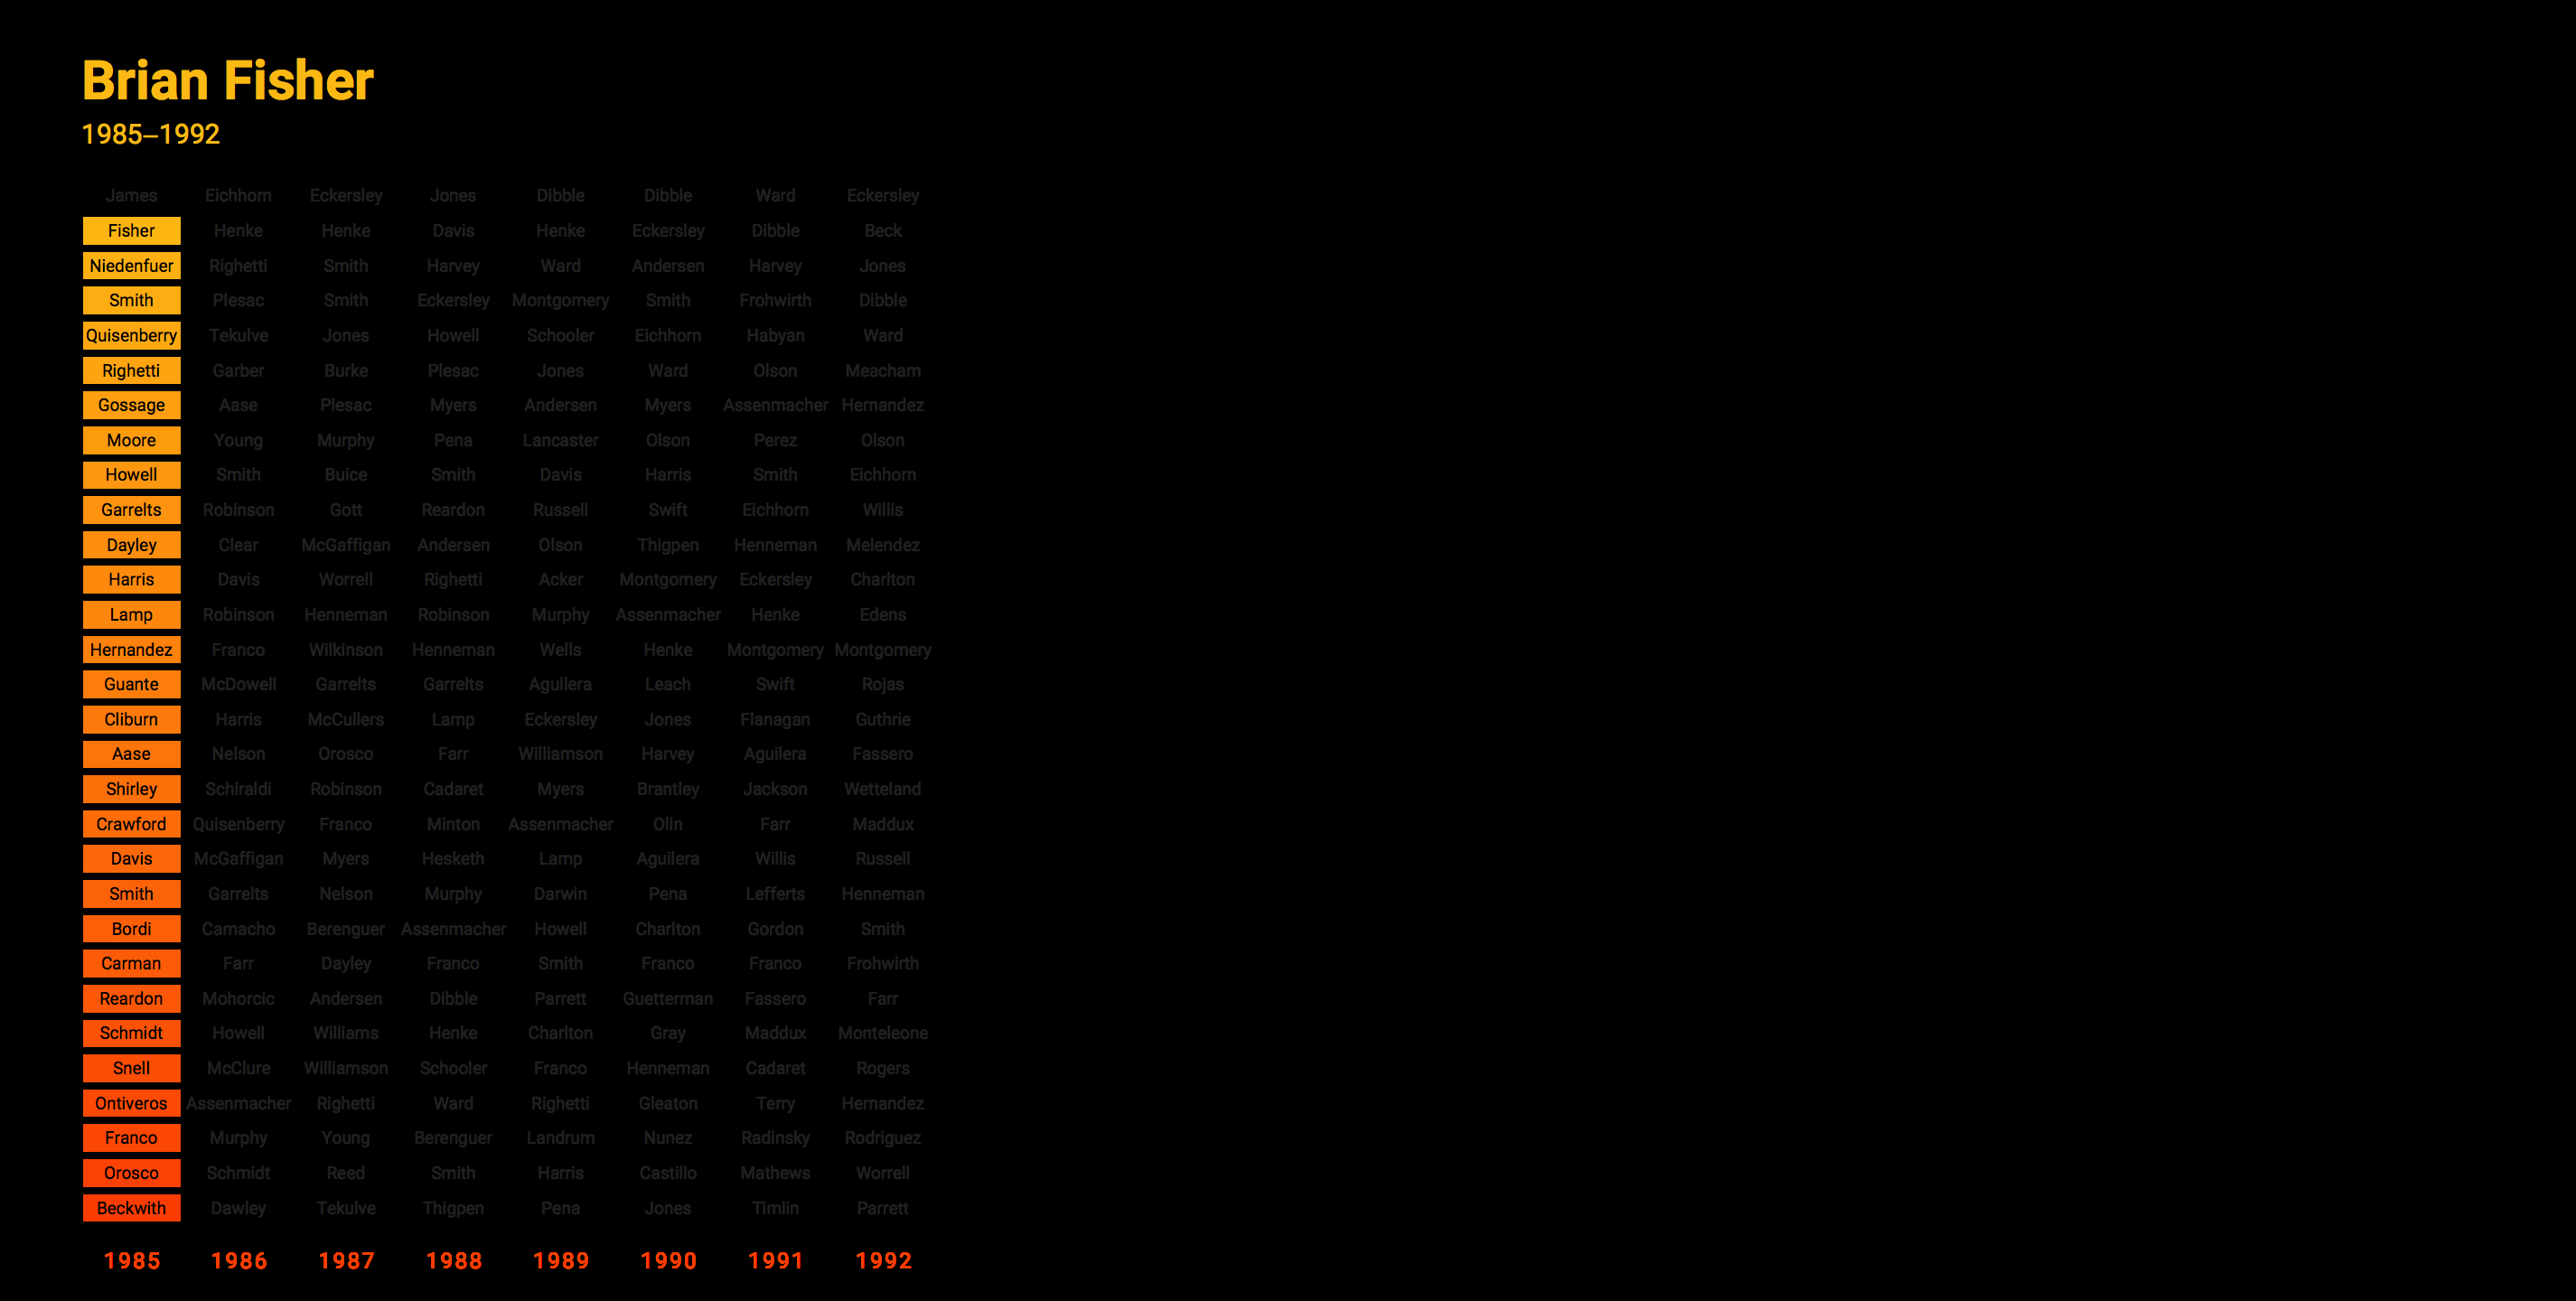 Brian Fisher
1985–1992
James Eichhorn Eckersley Jones Dibble Dibble Ward Eckersley
Fisher Henke Henke Davis Henke Eckersley Dibble Beck
Niedenfuer Righetti Smith Harvey Ward Andersen Harvey Jones
Smith Plesac Smith Eckersley Montgomery Smith Frohwirth Dibble
Quisenberry Tekulve Jones Howell Schooler Eichhorn Habyan Ward
Righetti Garber Burke Plesac Jones Ward Olson Meacham
Gossage Aase Plesac Myers Andersen Myers Assenmacher Hernandez
Moore Young Murphy Pena Lancaster Olson Perez Olson
Howell Smith Buice Smith Davis Harris Smith Eichhorn
Garrelts Robinson Gott Reardon Russell Swift Eichhorn Willis
Dayley Clear McGaffigan Andersen Olson Thigpen Henneman Melendez
Harris Davis Worrell Righetti Acker Montgomery Eckersley Charlton
Lamp Robinson Henneman Robinson Murphy Assenmacher Henke Edens
Hernandez Franco Wilkinson Henneman Wells Henke Montgomery Montgomery
Guante McDowell Garrelts Garrelts Aguilera Leach Swift Rojas
Cliburn Harris McCullers Lamp Eckersley Jones Flanagan Guthrie
Aase Nelson Orosco Farr Williamson Harvey Aguilera Fassero
Shirley Schiraldi Robinson Cadaret Myers Brantley Jackson Wetteland
Crawford Quisenberry Franco Minton Assenmacher Olin Farr Maddux
Davis McGaffigan Myers Hesketh Lamp Aguilera Willis Russell
Smith Garrelts Nelson Murphy Darwin Pena Lefferts Henneman
Bordi Camacho Berenguer Assenmacher Howell Charlton Gordon Smith
Carman Farr Dayley Franco Smith Franco Franco Frohwirth
Reardon Mohorcic Andersen Dibble Parrett Guetterman Fassero Farr
Schmidt Howell Williams Henke Charlton Gray Maddux Monteleone
Snell McClure Williamson Schooler Franco Henneman Cadaret Rogers
Ontiveros Assenmacher Righetti Ward Righetti Gleaton Terry Hernandez
Franco Murphy Young Berenguer Landrum Nunez Radinsky Rodriguez
Orosco Schmidt Reed Smith Harris Castillo Mathews Worrell
Beckwith Dawley Tekulve Thigpen Pena Jones Timlin Parrett
1985 1986 1987 1988 1989 1990 1991 1992